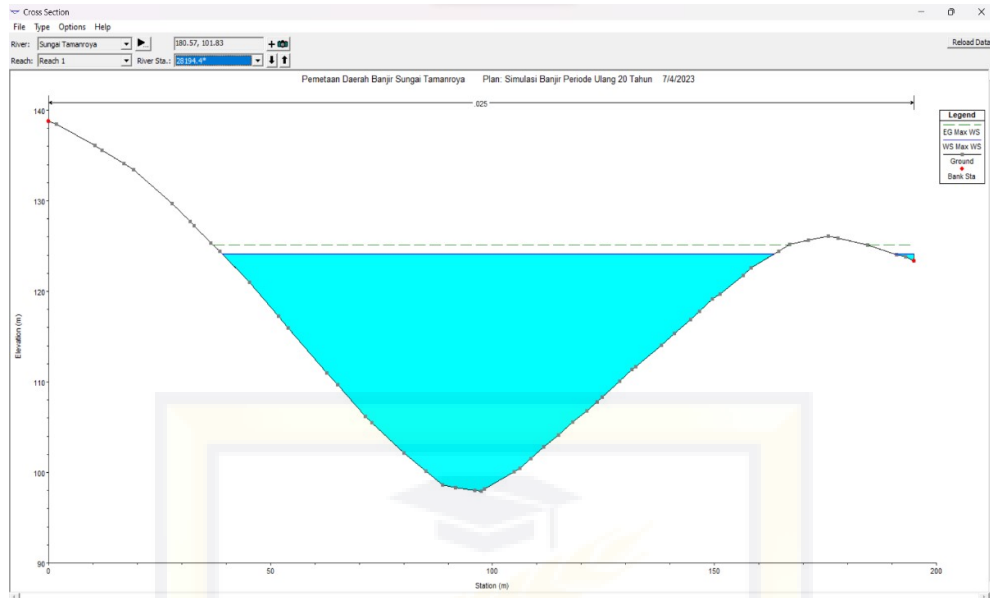 Cross Section
File Type Options Help
River: Sungai Tamanroya 180.57, 101.83 Reload Data
Reach: Reach 1 River Sta.: 28194.4*
Pemetaan Daerah Banjir Sungai Tamanroya Plan: Simulasi Banjir Periode Ulang 20 Tahun 7/4/2023
.025
Legend
EG Max WS
WS Max WS
Ground
Bank Sta
140
130
120
110
100
90
Elevation (m)
0 50 100 150 200
Station (m)